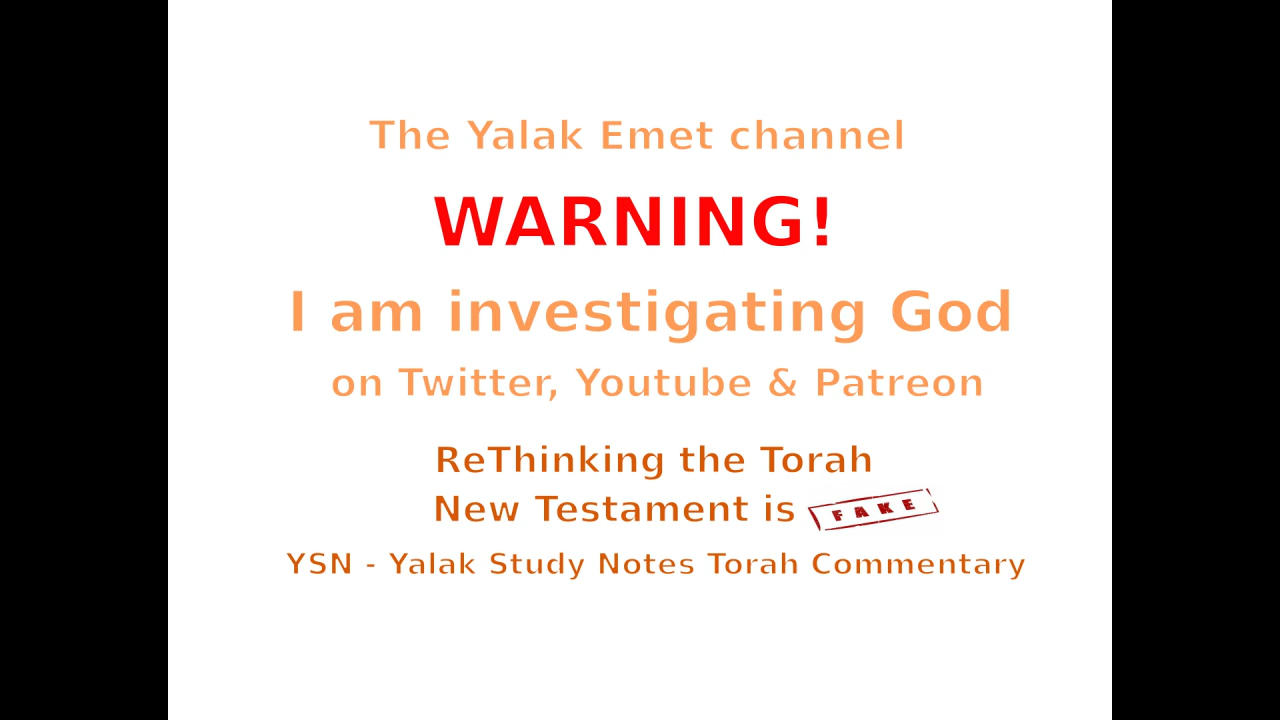 The Yalak Emet channel
WARNING!
I am investigating God
on Twitter, Youtube & Patreon
ReThinking the Torah
New Testament is FAKE
YSN - Yalak Study Notes Torah Commentary